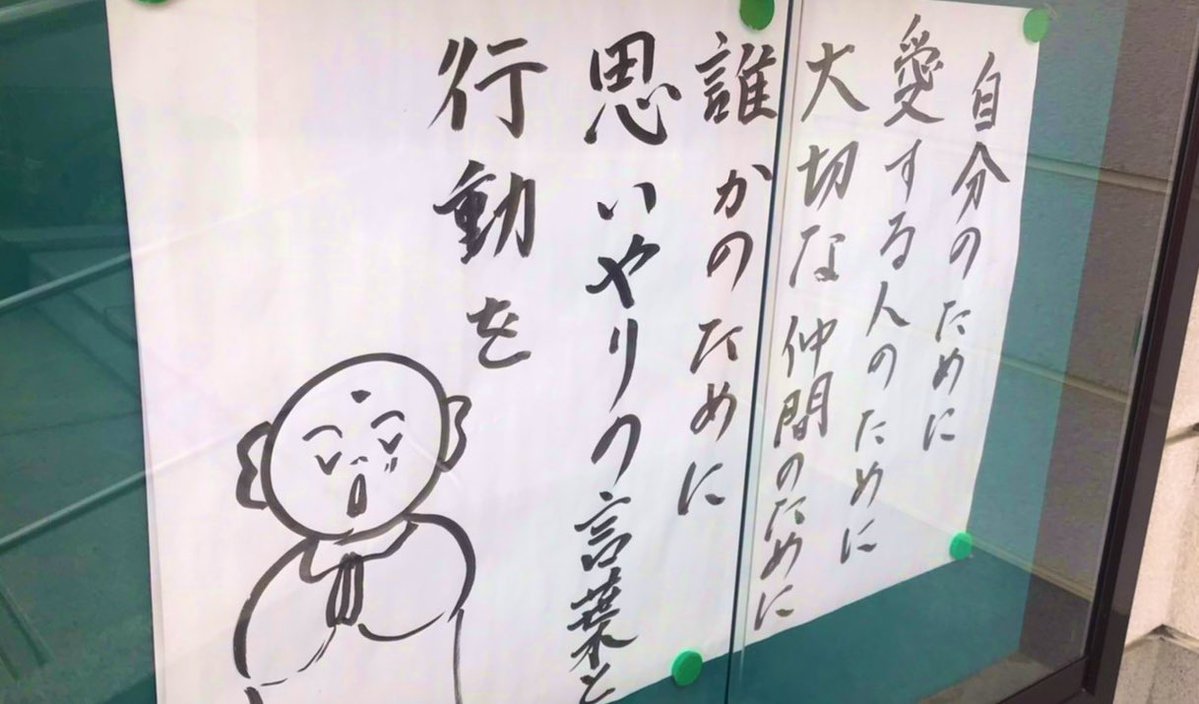 自分のために
愛する人のために
大切な仲間のために
誰かのために
思いやりの言葉と
行動を